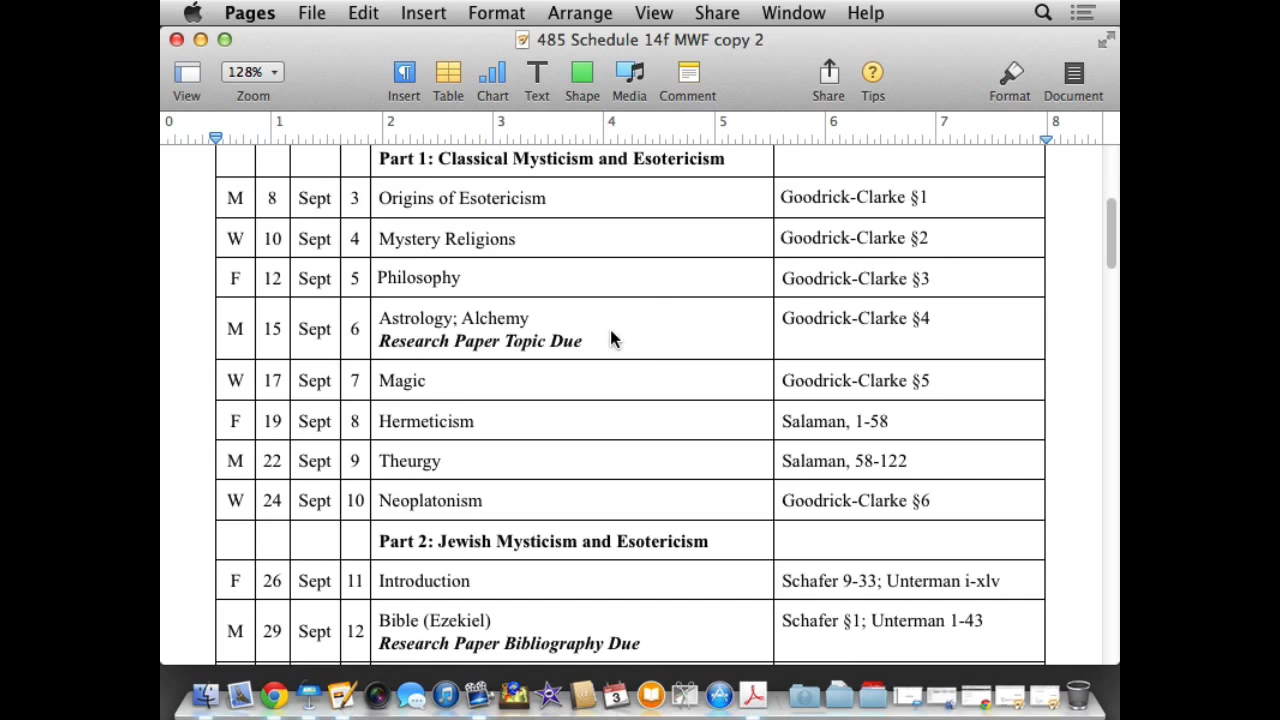 Pages File Edit Insert Format Arrange View Share Window Help
485 Schedule 14f MWF copy 2
128%
View Zoom Insert Table Chart Text Shape Media Comment Share Tips Format Document
0 1 2 3 4 5 6 7 8
Part 1: Classical Mysticism and Esotericism
M 8 Sept 3 Origins of Esotericism Goodrick-Clarke §1
W 10 Sept 4 Mystery Religions Goodrick-Clarke §2
F 12 Sept 5 Philosophy Goodrick-Clarke §3
M 15 Sept 6 Astrology; Alchemy Goodrick-Clarke §4
Research Paper Topic Due
W 17 Sept 7 Magic Goodrick-Clarke §5
F 19 Sept 8 Hermeticism Salaman, 1-58
M 22 Sept 9 Theurgy Salaman, 58-122
W 24 Sept 10 Neoplatonism Goodrick-Clarke §6
Part 2: Jewish Mysticism and Esotericism
F 26 Sept 11 Introduction Schafer 9-33; Unterman i-xlv
M 29 Sept 12 Bible (Ezekiel) Schafer §1; Unterman 1-43
Research Paper Bibliography Due
3